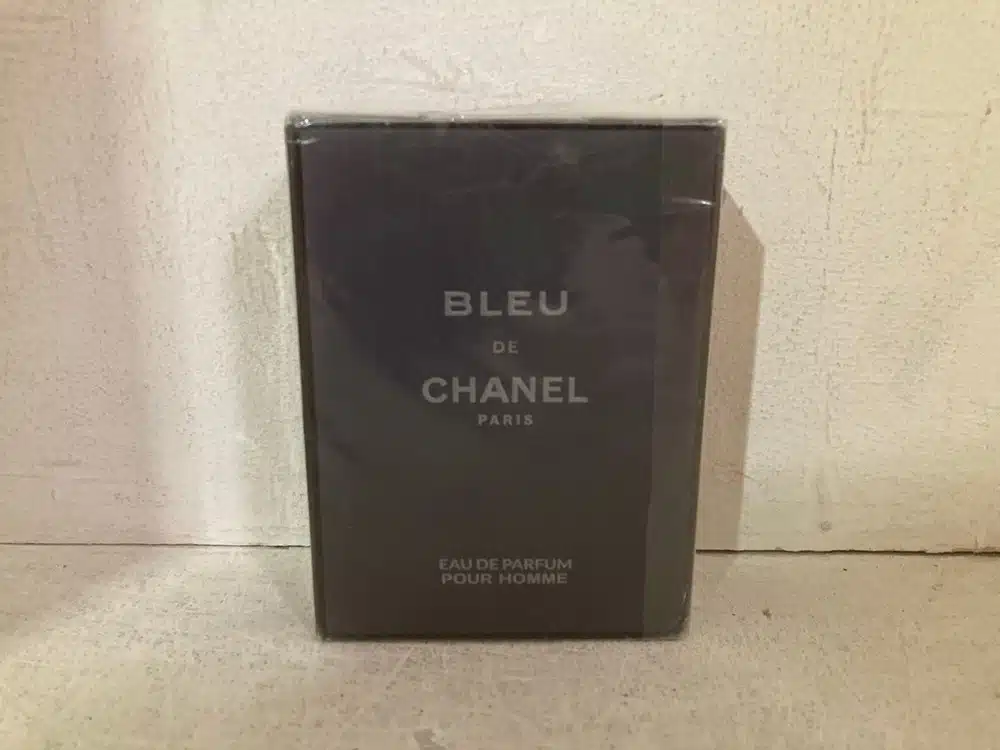 BLEU
DE
CHANEL
PARIS
EAU DE PARFUM
POUR HOMME